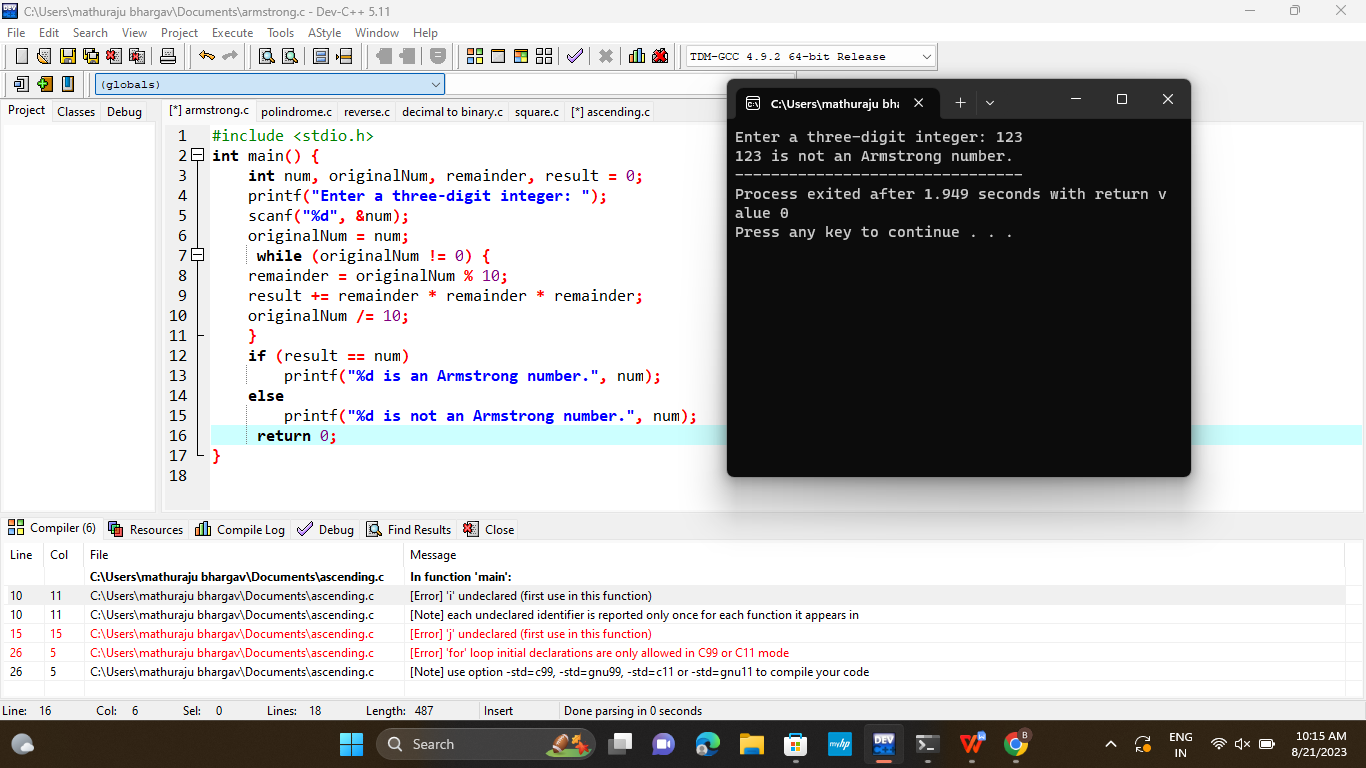 C:\Users\mathuraju bhargav\Documents\armstrong.c - Dev-C++ 5.11
File Edit Search View Project Execute Tools AStyle Window Help
TDM-GCC 4.9.2 64-bit Release
(globals)
Project Classes Debug
[*] armstrong.c polindrome.c reverse.c decimal to binary.c square.c [*] ascending.c
1 #include <stdio.h>
2 int main() {
3 int num, originalNum, remainder, result = 0;
4 printf("Enter a three-digit integer: ");
5 scanf("%d", &num);
6 originalNum = num;
7 while (originalNum != 0) {
8 remainder = originalNum % 10;
9 result += remainder * remainder * remainder;
10 originalNum /= 10;
11 }
12 if (result == num)
13 printf("%d is an Armstrong number.", num);
14 else
15 printf("%d is not an Armstrong number.", num);
16 return 0;
17 }
18
C:\Users\mathuraju bha
Enter a three-digit integer: 123
123 is not an Armstrong number.
--------------------------------
Process exited after 1.949 seconds with return v
alue 0
Press any key to continue . . .
Compiler (6) Resources Compile Log Debug Find Results Close
Line Col File Message
C:\Users\mathuraju bhargav\Documents\ascending.c In function 'main':
10 11 C:\Users\mathuraju bhargav\Documents\ascending.c [Error] 'i' undeclared (first use in this function)
10 11 C:\Users\mathuraju bhargav\Documents\ascending.c [Note] each undeclared identifier is reported only once for each function it appears in
15 15 C:\Users\mathuraju bhargav\Documents\ascending.c [Error] 'j' undeclared (first use in this function)
26 5 C:\Users\mathuraju bhargav\Documents\ascending.c [Error] 'for' loop initial declarations are only allowed in C99 or C11 mode
26 5 C:\Users\mathuraju bhargav\Documents\ascending.c [Note] use option -std=c99, -std=gnu99, -std=c11 or -std=gnu11 to compile your code
Line: 16 Col: 6 Sel: 0 Lines: 18 Length: 487 Insert Done parsing in 0 seconds
Search
myhp
DEV
B
ENG
IN
10:15 AM
8/21/2023